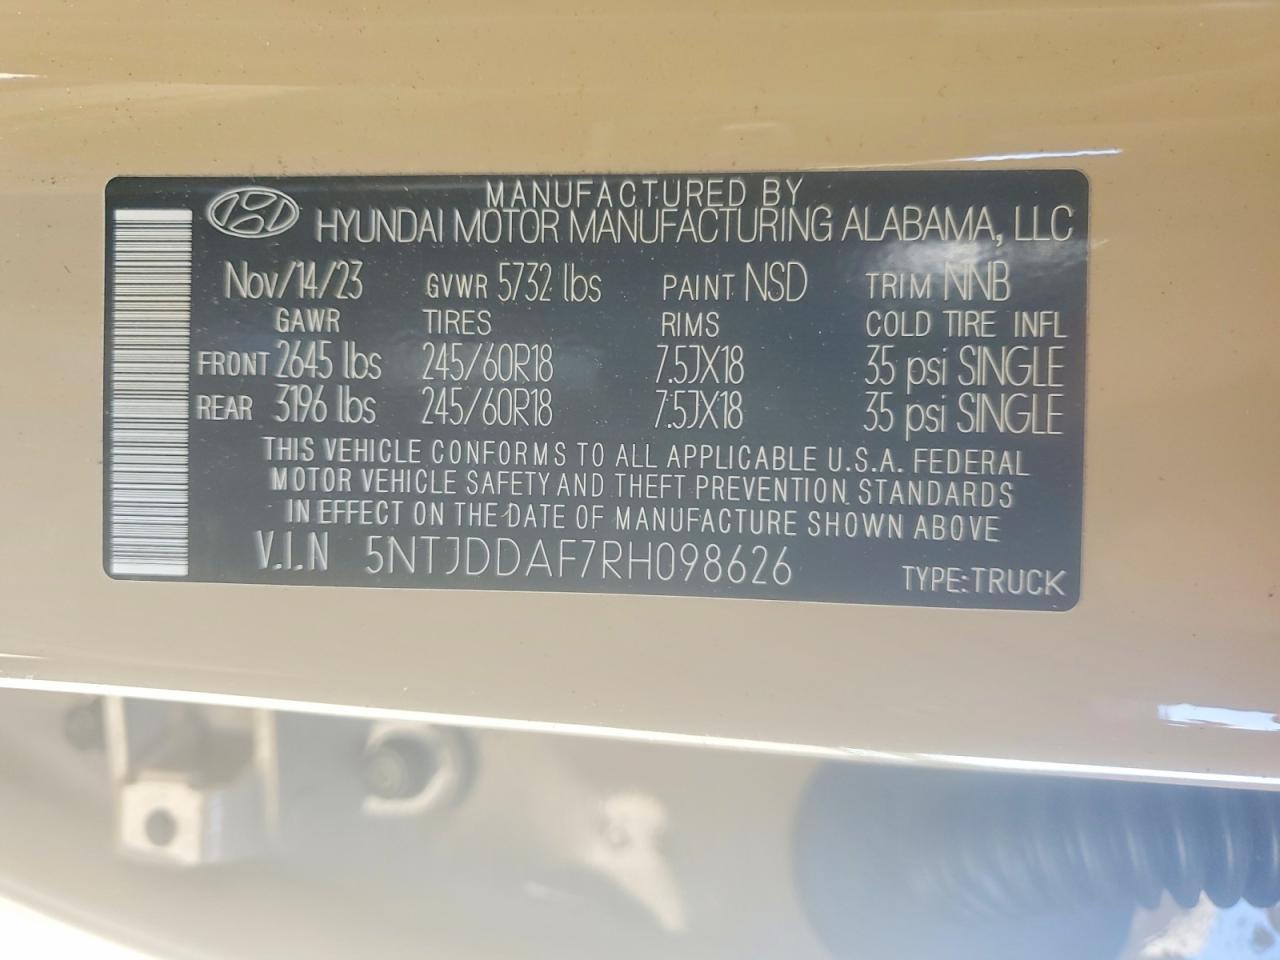 MANUFACTURED BY
HYUNDAI MOTOR MANUFACTURING ALABAMA, LLC
Nov/14/23 GVWR 5732 lbs PAINT NSD TRIM NNB
GAWR TIRES RIMS COLD TIRE INFL
FRONT 2645 lbs 245/60R18 7.5JX18 35 psi SINGLE
REAR 3196 lbs 245/60R18 7.5JX18 35 psi SINGLE
THIS VEHICLE CONFORMS TO ALL APPLICABLE U.S.A. FEDERAL
MOTOR VEHICLE SAFETY AND THEFT PREVENTION STANDARDS
IN EFFECT ON THE DATE OF MANUFACTURE SHOWN ABOVE
V.I.N 5NTJDDAF7RH098626 TYPE:TRUCK